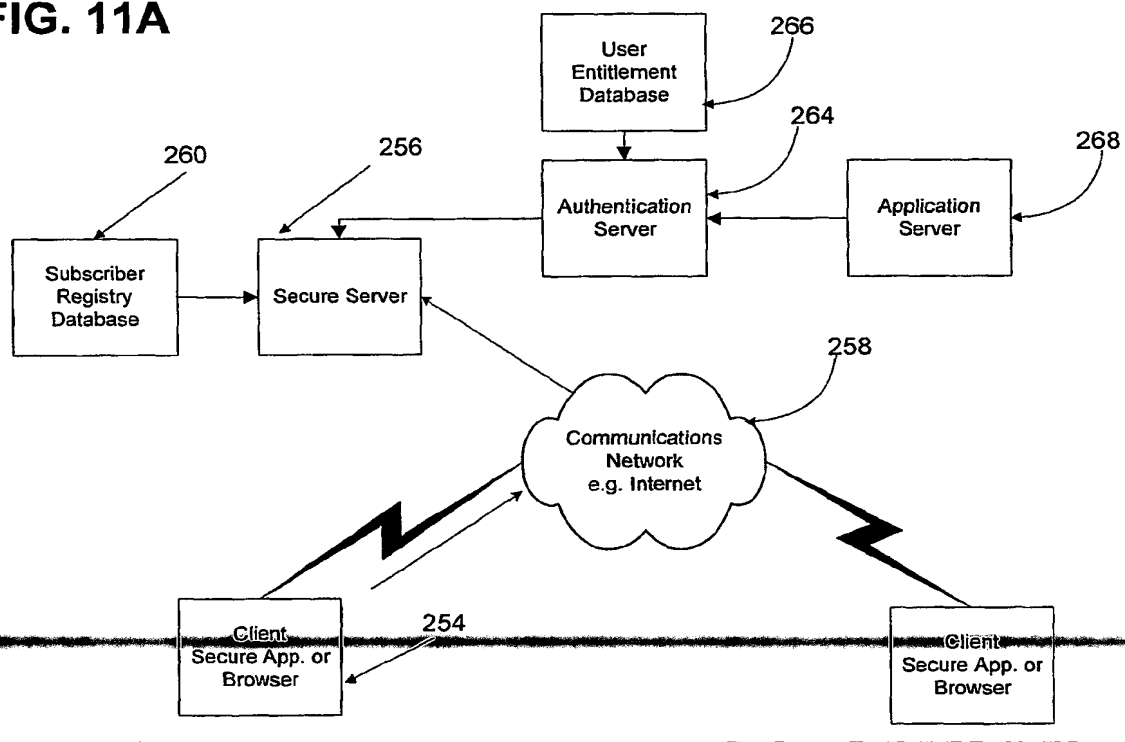 FIG. 11A
266
User
Entitlement
Database
264
260
256
268
Authentication
Server
Application
Server
Subscriber
Registry
Database
Secure Server
258
Communications
Network
e.g. Internet
254
Client
Secure App. or
Browser
Client
Secure App. or
Browser